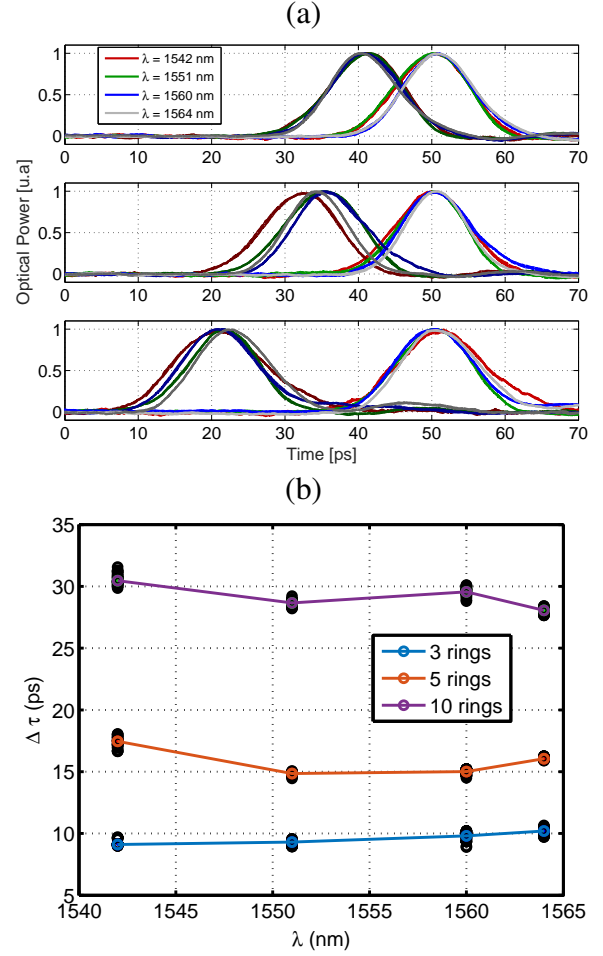 (a)
λ = 1542 nm
λ = 1551 nm
λ = 1560 nm
λ = 1564 nm
1
0.5
0
0 10 20 30 40 50 60 70
Optical Power [u.a]
1
0.5
0
0 10 20 30 40 50 60 70
1
0.5
0
0 10 20 30 40 50 60 70
Time [ps]
(b)
35
30
25
20
15
10
5
Δ τ (ps)
3 rings
5 rings
10 rings
1540 1545 1550 1555 1560 1565
λ (nm)